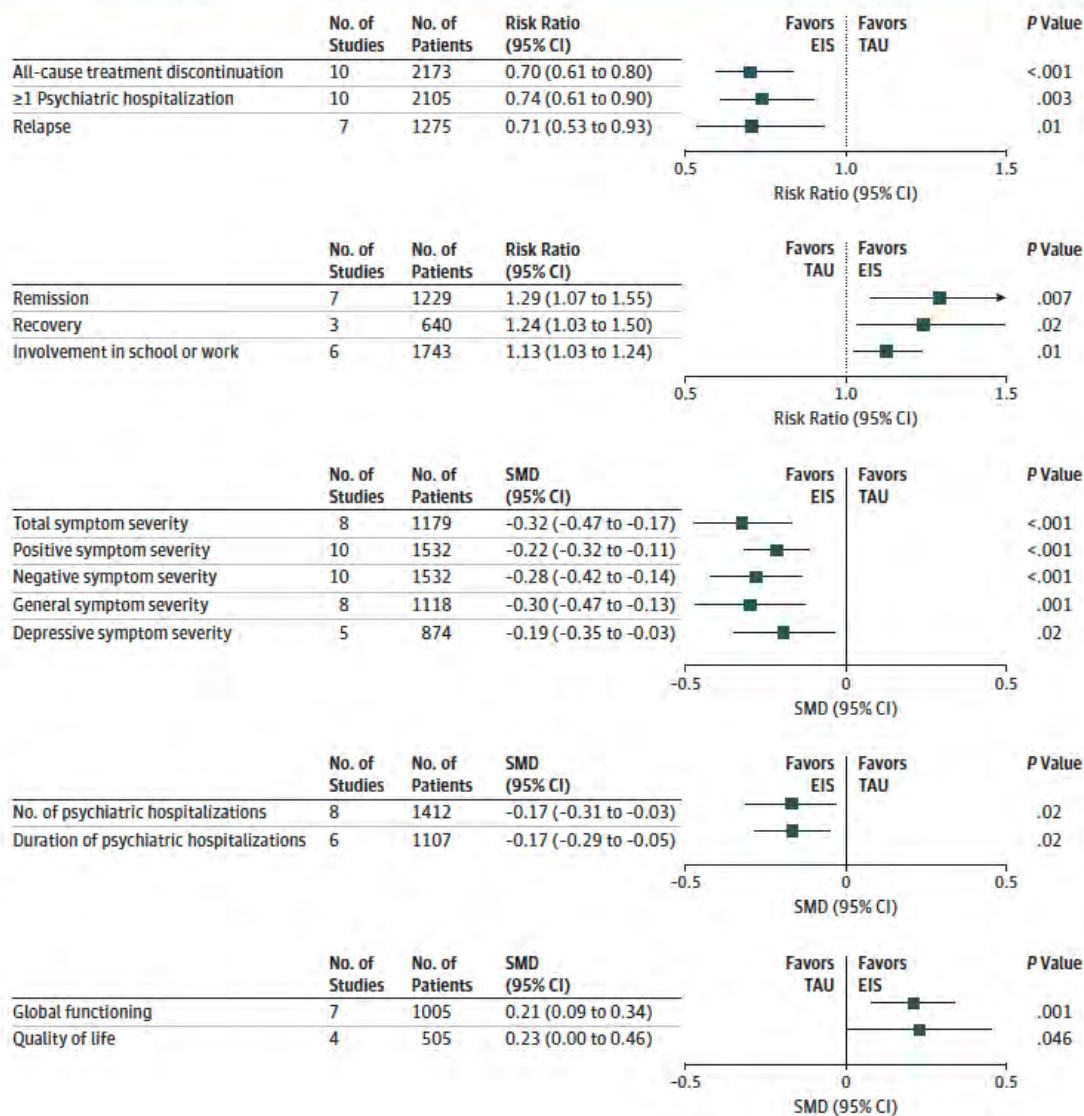 No. of No. of Risk Ratio Favors Favors P Value
Studies Patients (95% CI) EIS TAU
All-cause treatment discontinuation 10 2173 0.70 (0.61 to 0.80) <.001
≥1 Psychiatric hospitalization 10 2105 0.74 (0.61 to 0.90) .003
Relapse 7 1275 0.71 (0.53 to 0.93) .01
0.5 1.0 1.5
Risk Ratio (95% CI)
No. of No. of Risk Ratio Favors Favors P Value
Studies Patients (95% CI) TAU EIS
Remission 7 1229 1.29 (1.07 to 1.55) .007
Recovery 3 640 1.24 (1.03 to 1.50) .02
Involvement in school or work 6 1743 1.13 (1.03 to 1.24) .01
0.5 1.0 1.5
Risk Ratio (95% CI)
No. of No. of SMD Favors Favors P Value
Studies Patients (95% CI) EIS TAU
Total symptom severity 8 1179 -0.32 (-0.47 to -0.17) <.001
Positive symptom severity 10 1532 -0.22 (-0.32 to -0.11) <.001
Negative symptom severity 10 1532 -0.28 (-0.42 to -0.14) <.001
General symptom severity 8 1118 -0.30 (-0.47 to -0.13) .001
Depressive symptom severity 5 874 -0.19 (-0.35 to -0.03) .02
-0.5 0 0.5
SMD (95% CI)
No. of No. of SMD Favors Favors P Value
Studies Patients (95% CI) EIS TAU
No. of psychiatric hospitalizations 8 1412 -0.17 (-0.31 to -0.03) .02
Duration of psychiatric hospitalizations 6 1107 -0.17 (-0.29 to -0.05) .02
-0.5 0 0.5
SMD (95% CI)
No. of No. of SMD Favors Favors P Value
Studies Patients (95% CI) TAU EIS
Global functioning 7 1005 0.21 (0.09 to 0.34) .001
Quality of life 4 505 0.23 (0.00 to 0.46) .046
-0.5 0 0.5
SMD (95% CI)